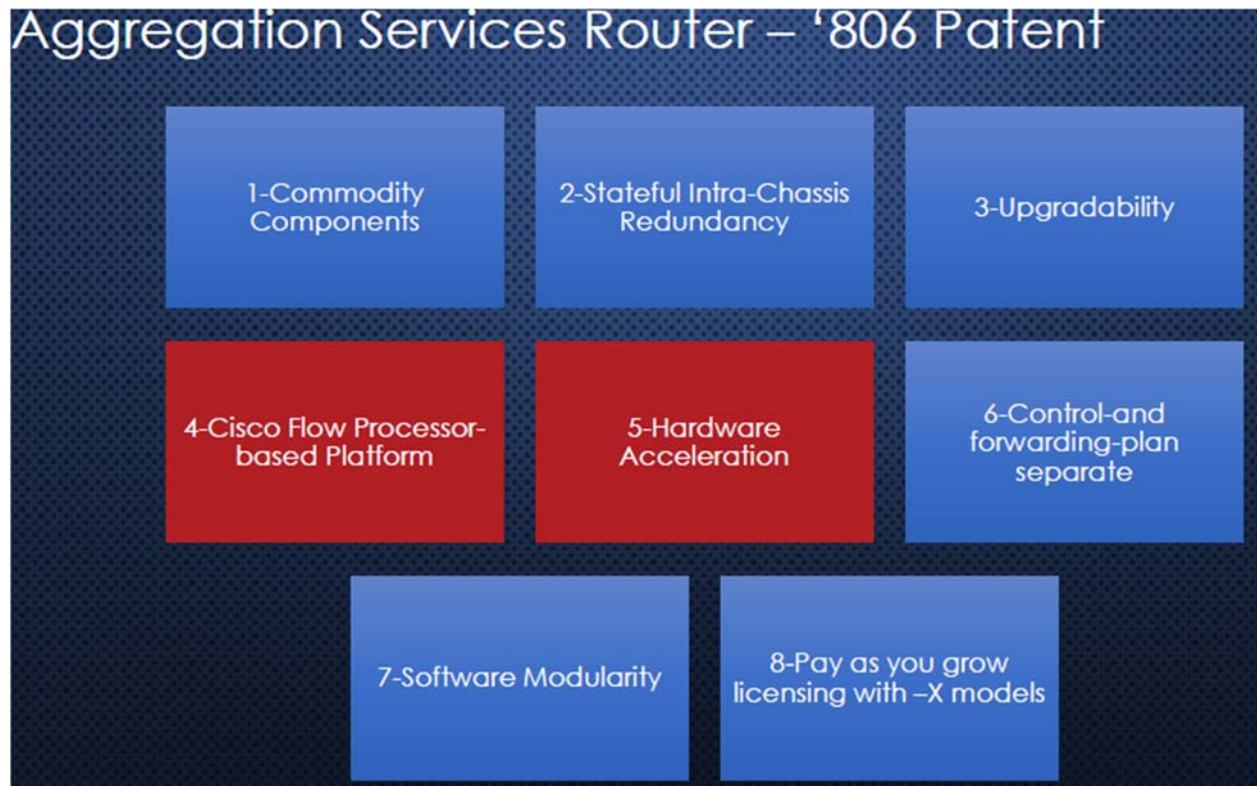 Aggregation Services Router – ‘806 Patent
1-Commodity
Components
2-Stateful Intra-Chassis
Redundancy
3-Upgradability
4-Cisco Flow Processor-
based Platform
5-Hardware
Acceleration
6-Control-and
forwarding-plan
separate
7-Software Modularity
8-Pay as you grow
licensing with –X models